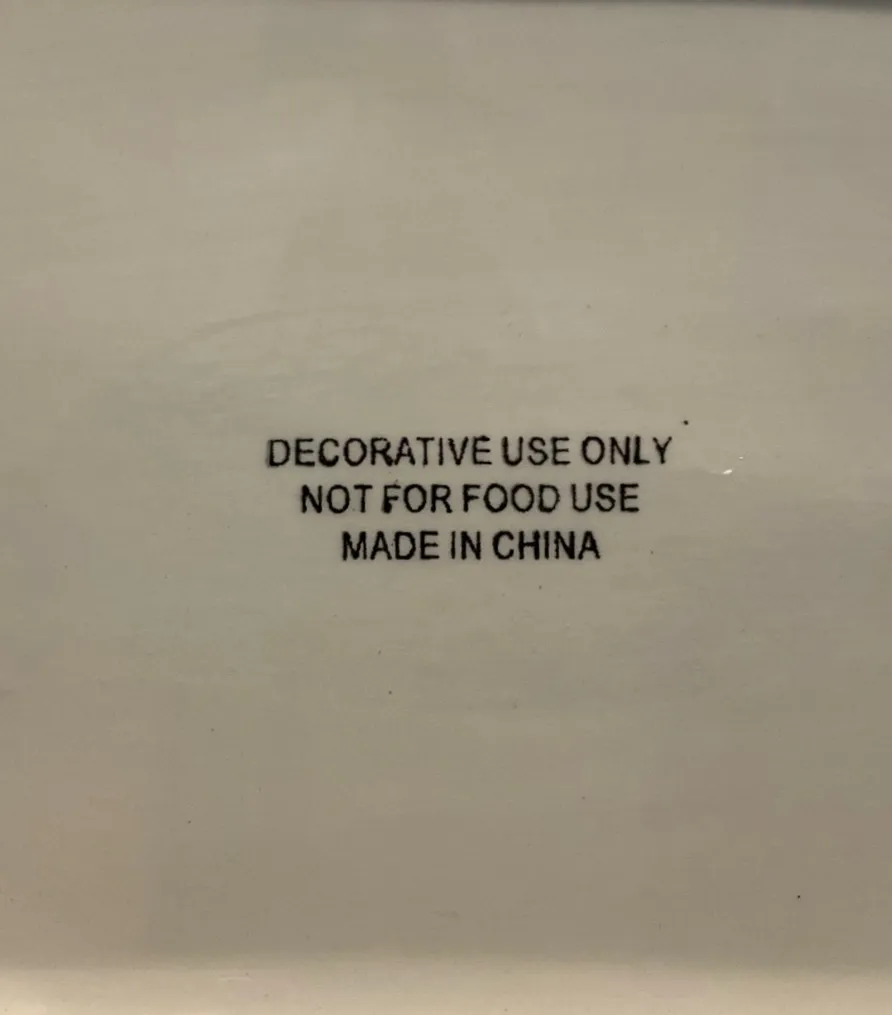 DECORATIVE USE ONLY
NOT FOR FOOD USE
MADE IN CHINA